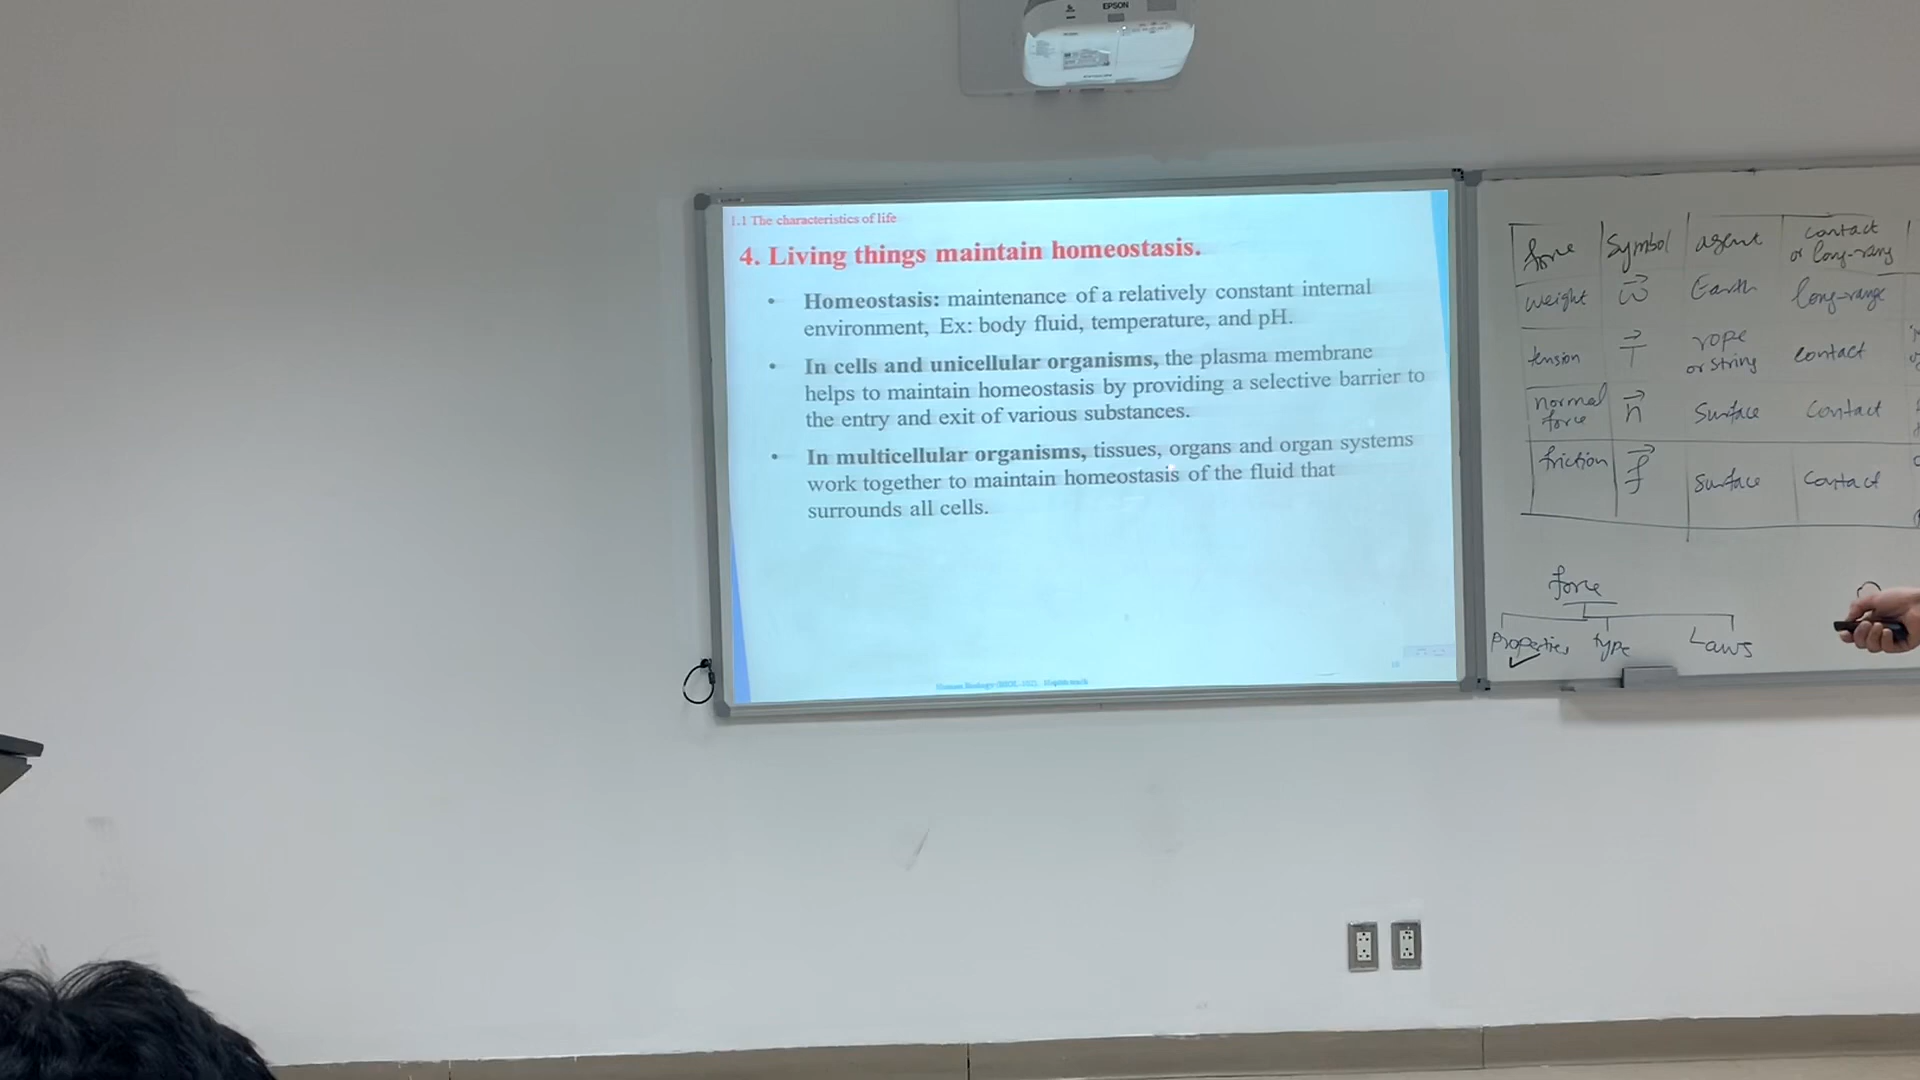 EPSON
1.1 The characteristics of life
4. Living things maintain homeostasis.
• Homeostasis: maintenance of a relatively constant internal
environment, Ex: body fluid, temperature, and pH.
• In cells and unicellular organisms, the plasma membrane
helps to maintain homeostasis by providing a selective barrier to
the entry and exit of various substances.
• In multicellular organisms, tissues, organs and organ systems
work together to maintain homeostasis of the fluid that
surrounds all cells.
Human Biology
force symbol agent contact
or long-rang
weight w Earth long-range
tension T rope
or string contact
normal
force n Surface contact
friction f Surface contact
force
properties type Laws